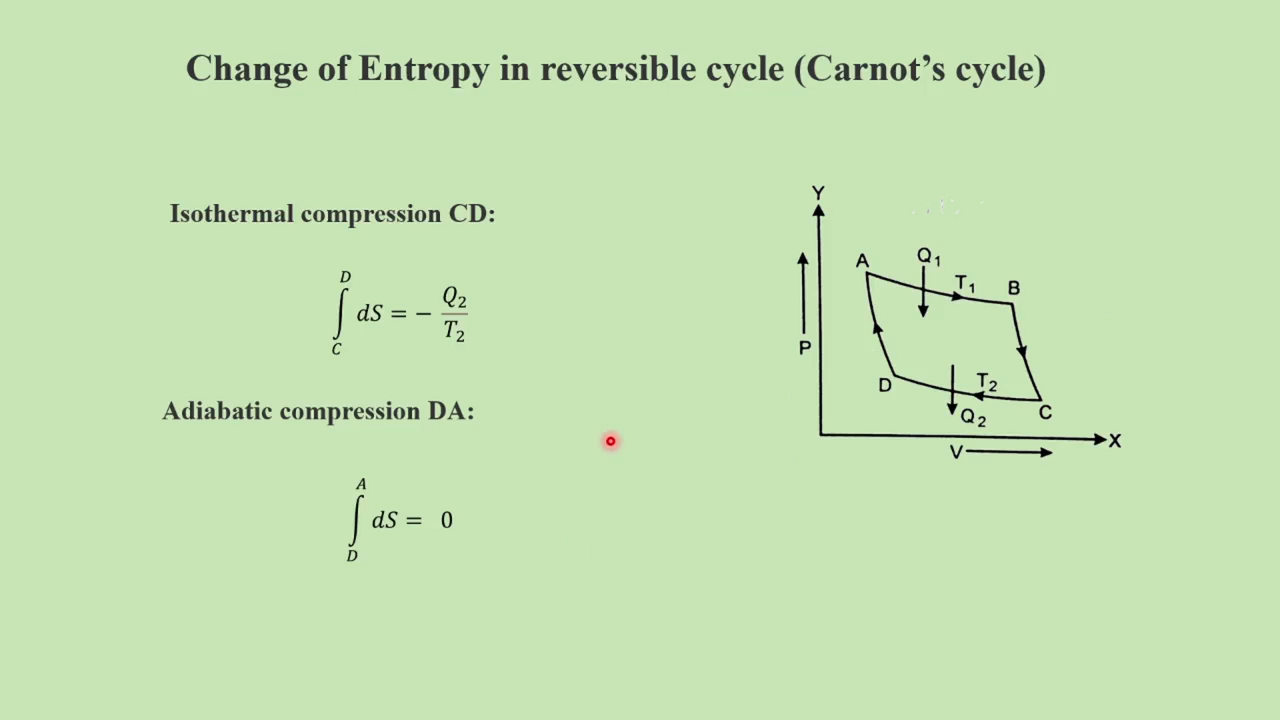 Change of Entropy in reversible cycle (Carnot’s cycle)
Isothermal compression CD:
∫_C^D dS = − Q₂/T₂
Adiabatic compression DA:
∫_D^A dS = 0
Y
A
Q₁
T₁
B
P
D
T₂
Q₂
C
X
V